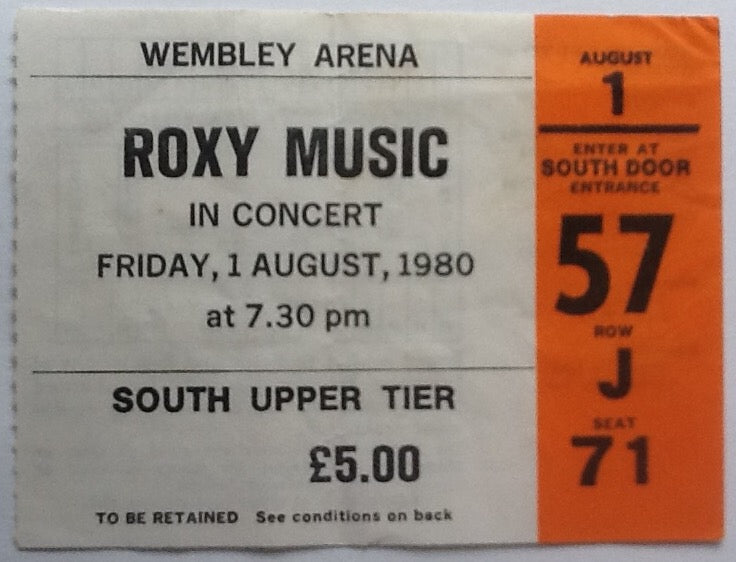 WEMBLEY ARENA
ROXY MUSIC
IN CONCERT
FRIDAY, 1 AUGUST, 1980
at 7.30 pm
SOUTH UPPER TIER
£5.00
TO BE RETAINED See conditions on back
AUGUST
1
ENTER AT
SOUTH DOOR
ENTRANCE
57
ROW
J
SEAT
71